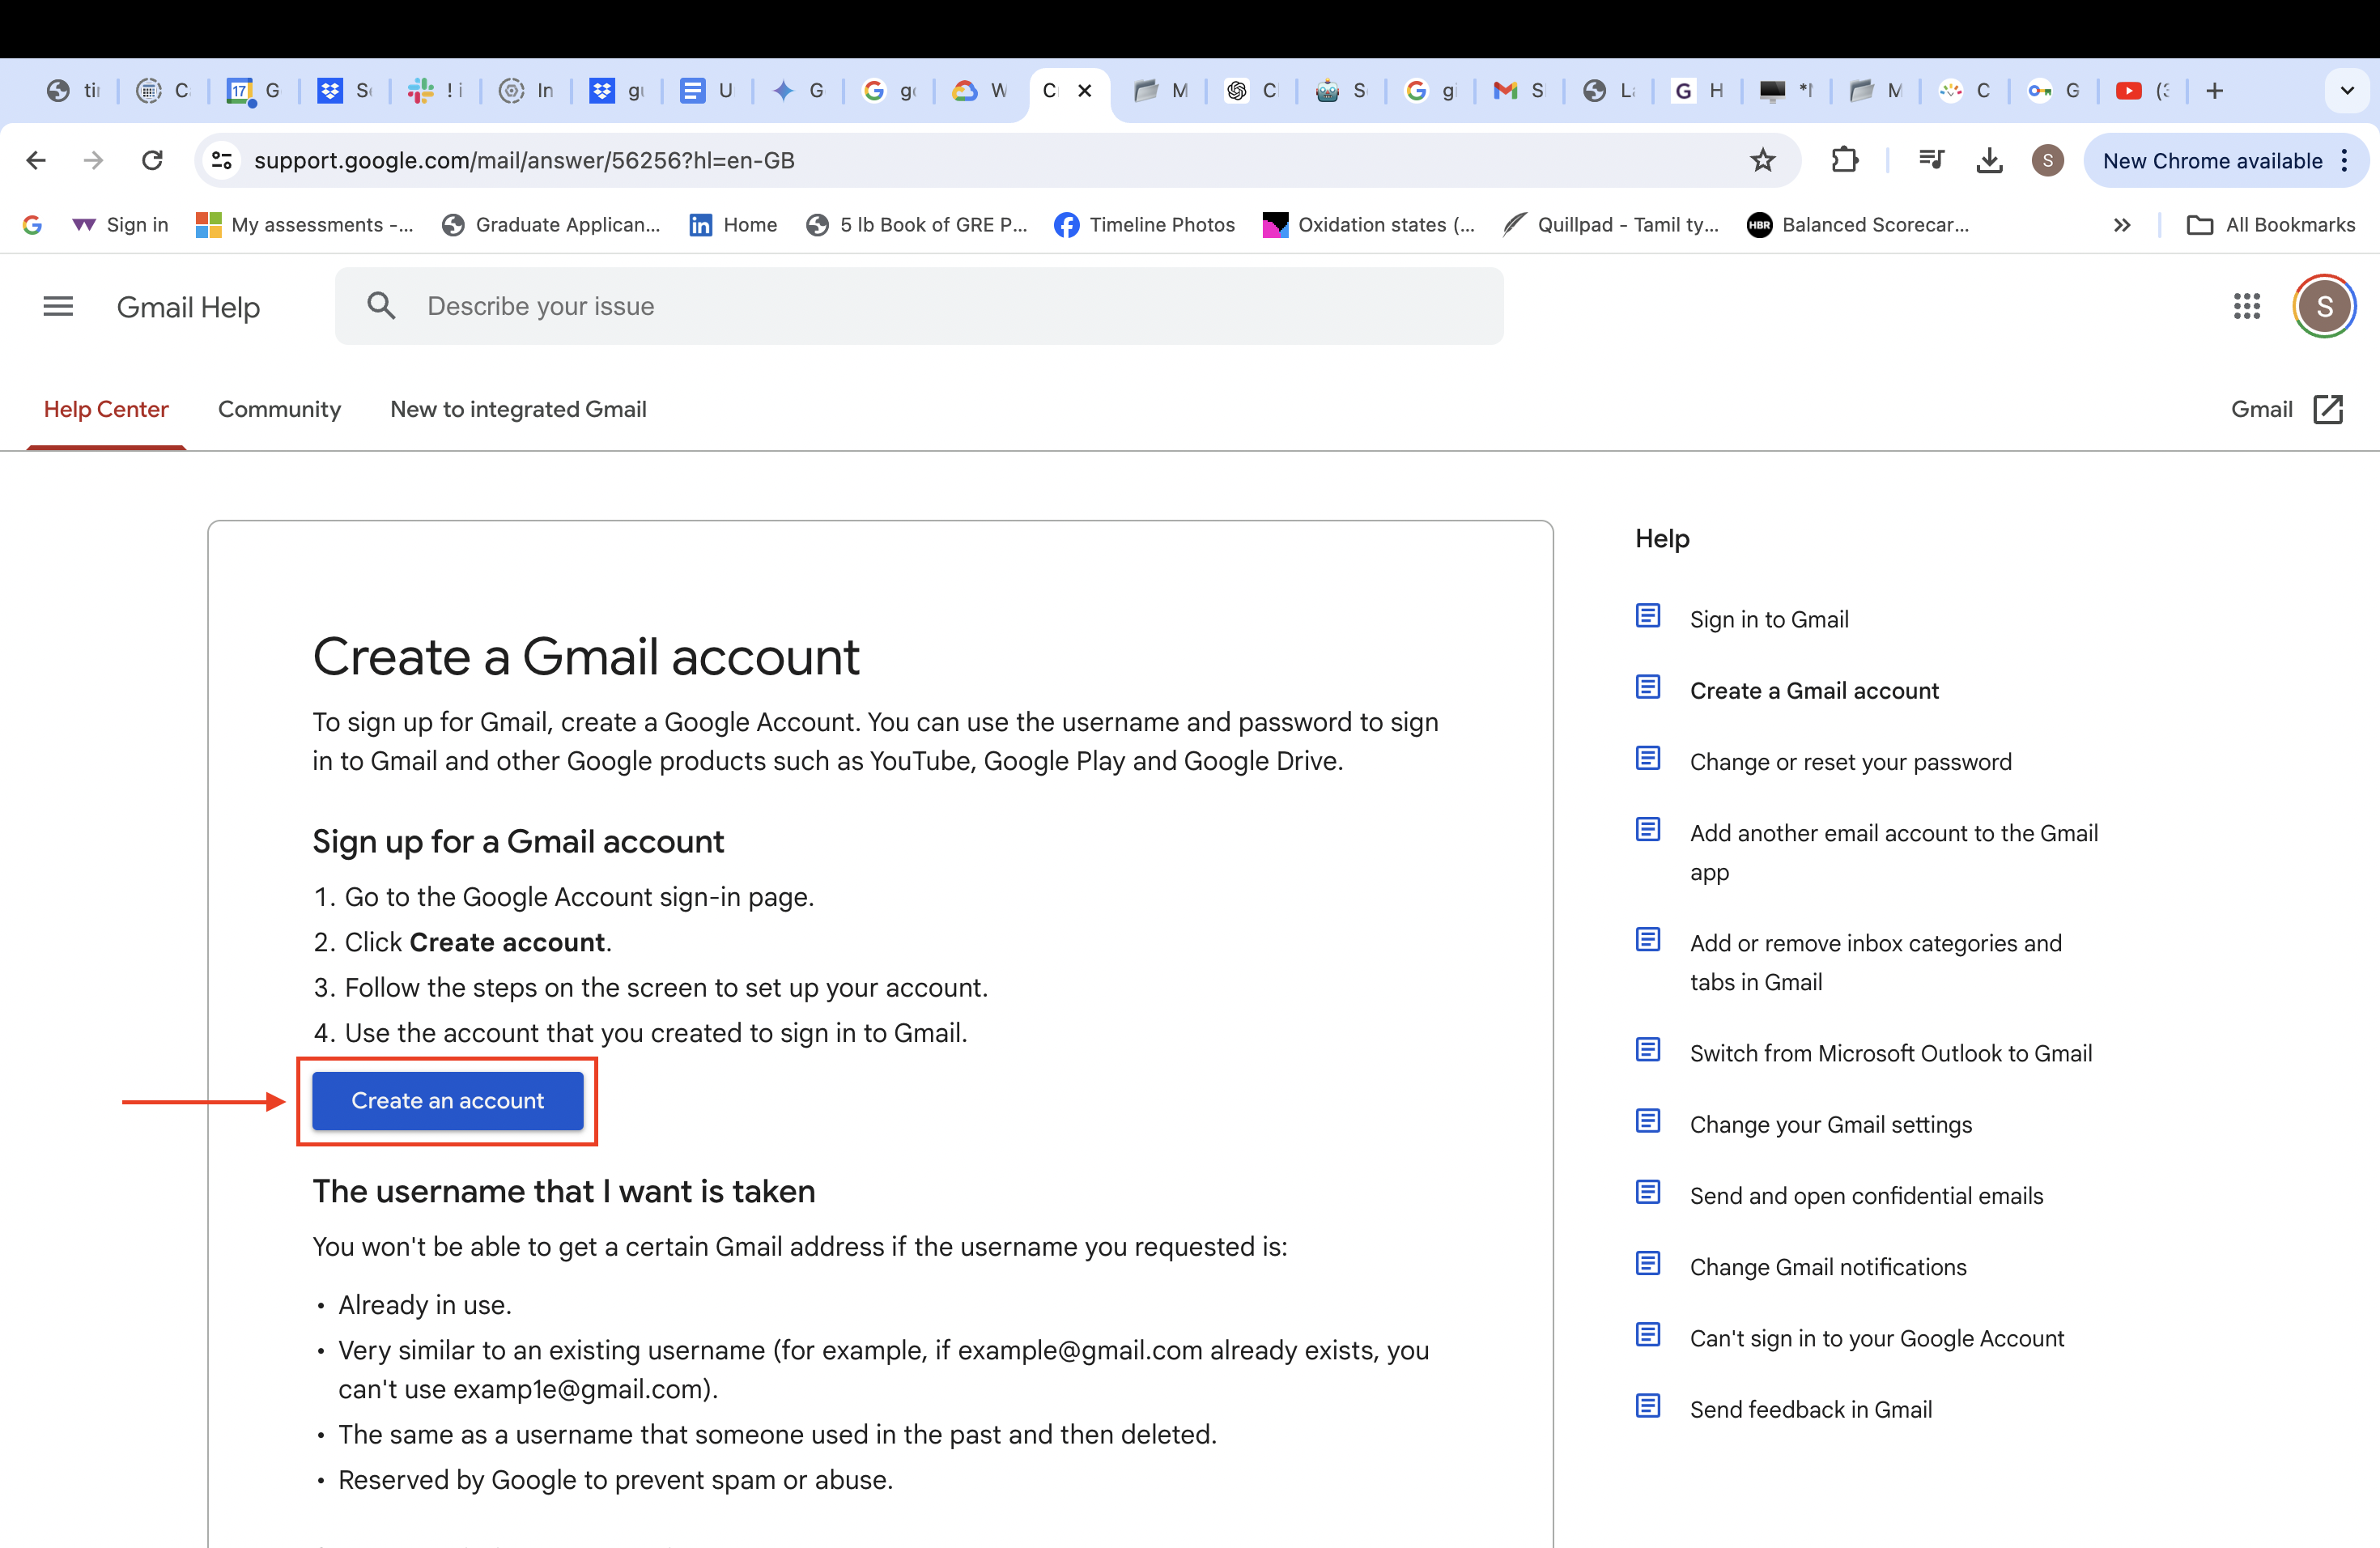 support.google.com/mail/answer/56256?hl=en-GB
New Chrome available
Sign in
My assessments -...
Graduate Applican...
Home
5 lb Book of GRE P...
Timeline Photos
Oxidation states (...
Quillpad - Tamil ty...
HBR
Balanced Scorecar...
All Bookmarks
Gmail Help
Describe your issue
S
Help Center
Community
New to integrated Gmail
Gmail
Create a Gmail account
To sign up for Gmail, create a Google Account. You can use the username and password to sign
in to Gmail and other Google products such as YouTube, Google Play and Google Drive.
Sign up for a Gmail account
1. Go to the Google Account sign-in page.
2. Click Create account.
3. Follow the steps on the screen to set up your account.
4. Use the account that you created to sign in to Gmail.
Create an account
The username that I want is taken
You won't be able to get a certain Gmail address if the username you requested is:
• Already in use.
• Very similar to an existing username (for example, if example@gmail.com already exists, you
can't use examp1e@gmail.com).
• The same as a username that someone used in the past and then deleted.
• Reserved by Google to prevent spam or abuse.
Help
Sign in to Gmail
Create a Gmail account
Change or reset your password
Add another email account to the Gmail
app
Add or remove inbox categories and
tabs in Gmail
Switch from Microsoft Outlook to Gmail
Change your Gmail settings
Send and open confidential emails
Change Gmail notifications
Can't sign in to your Google Account
Send feedback in Gmail